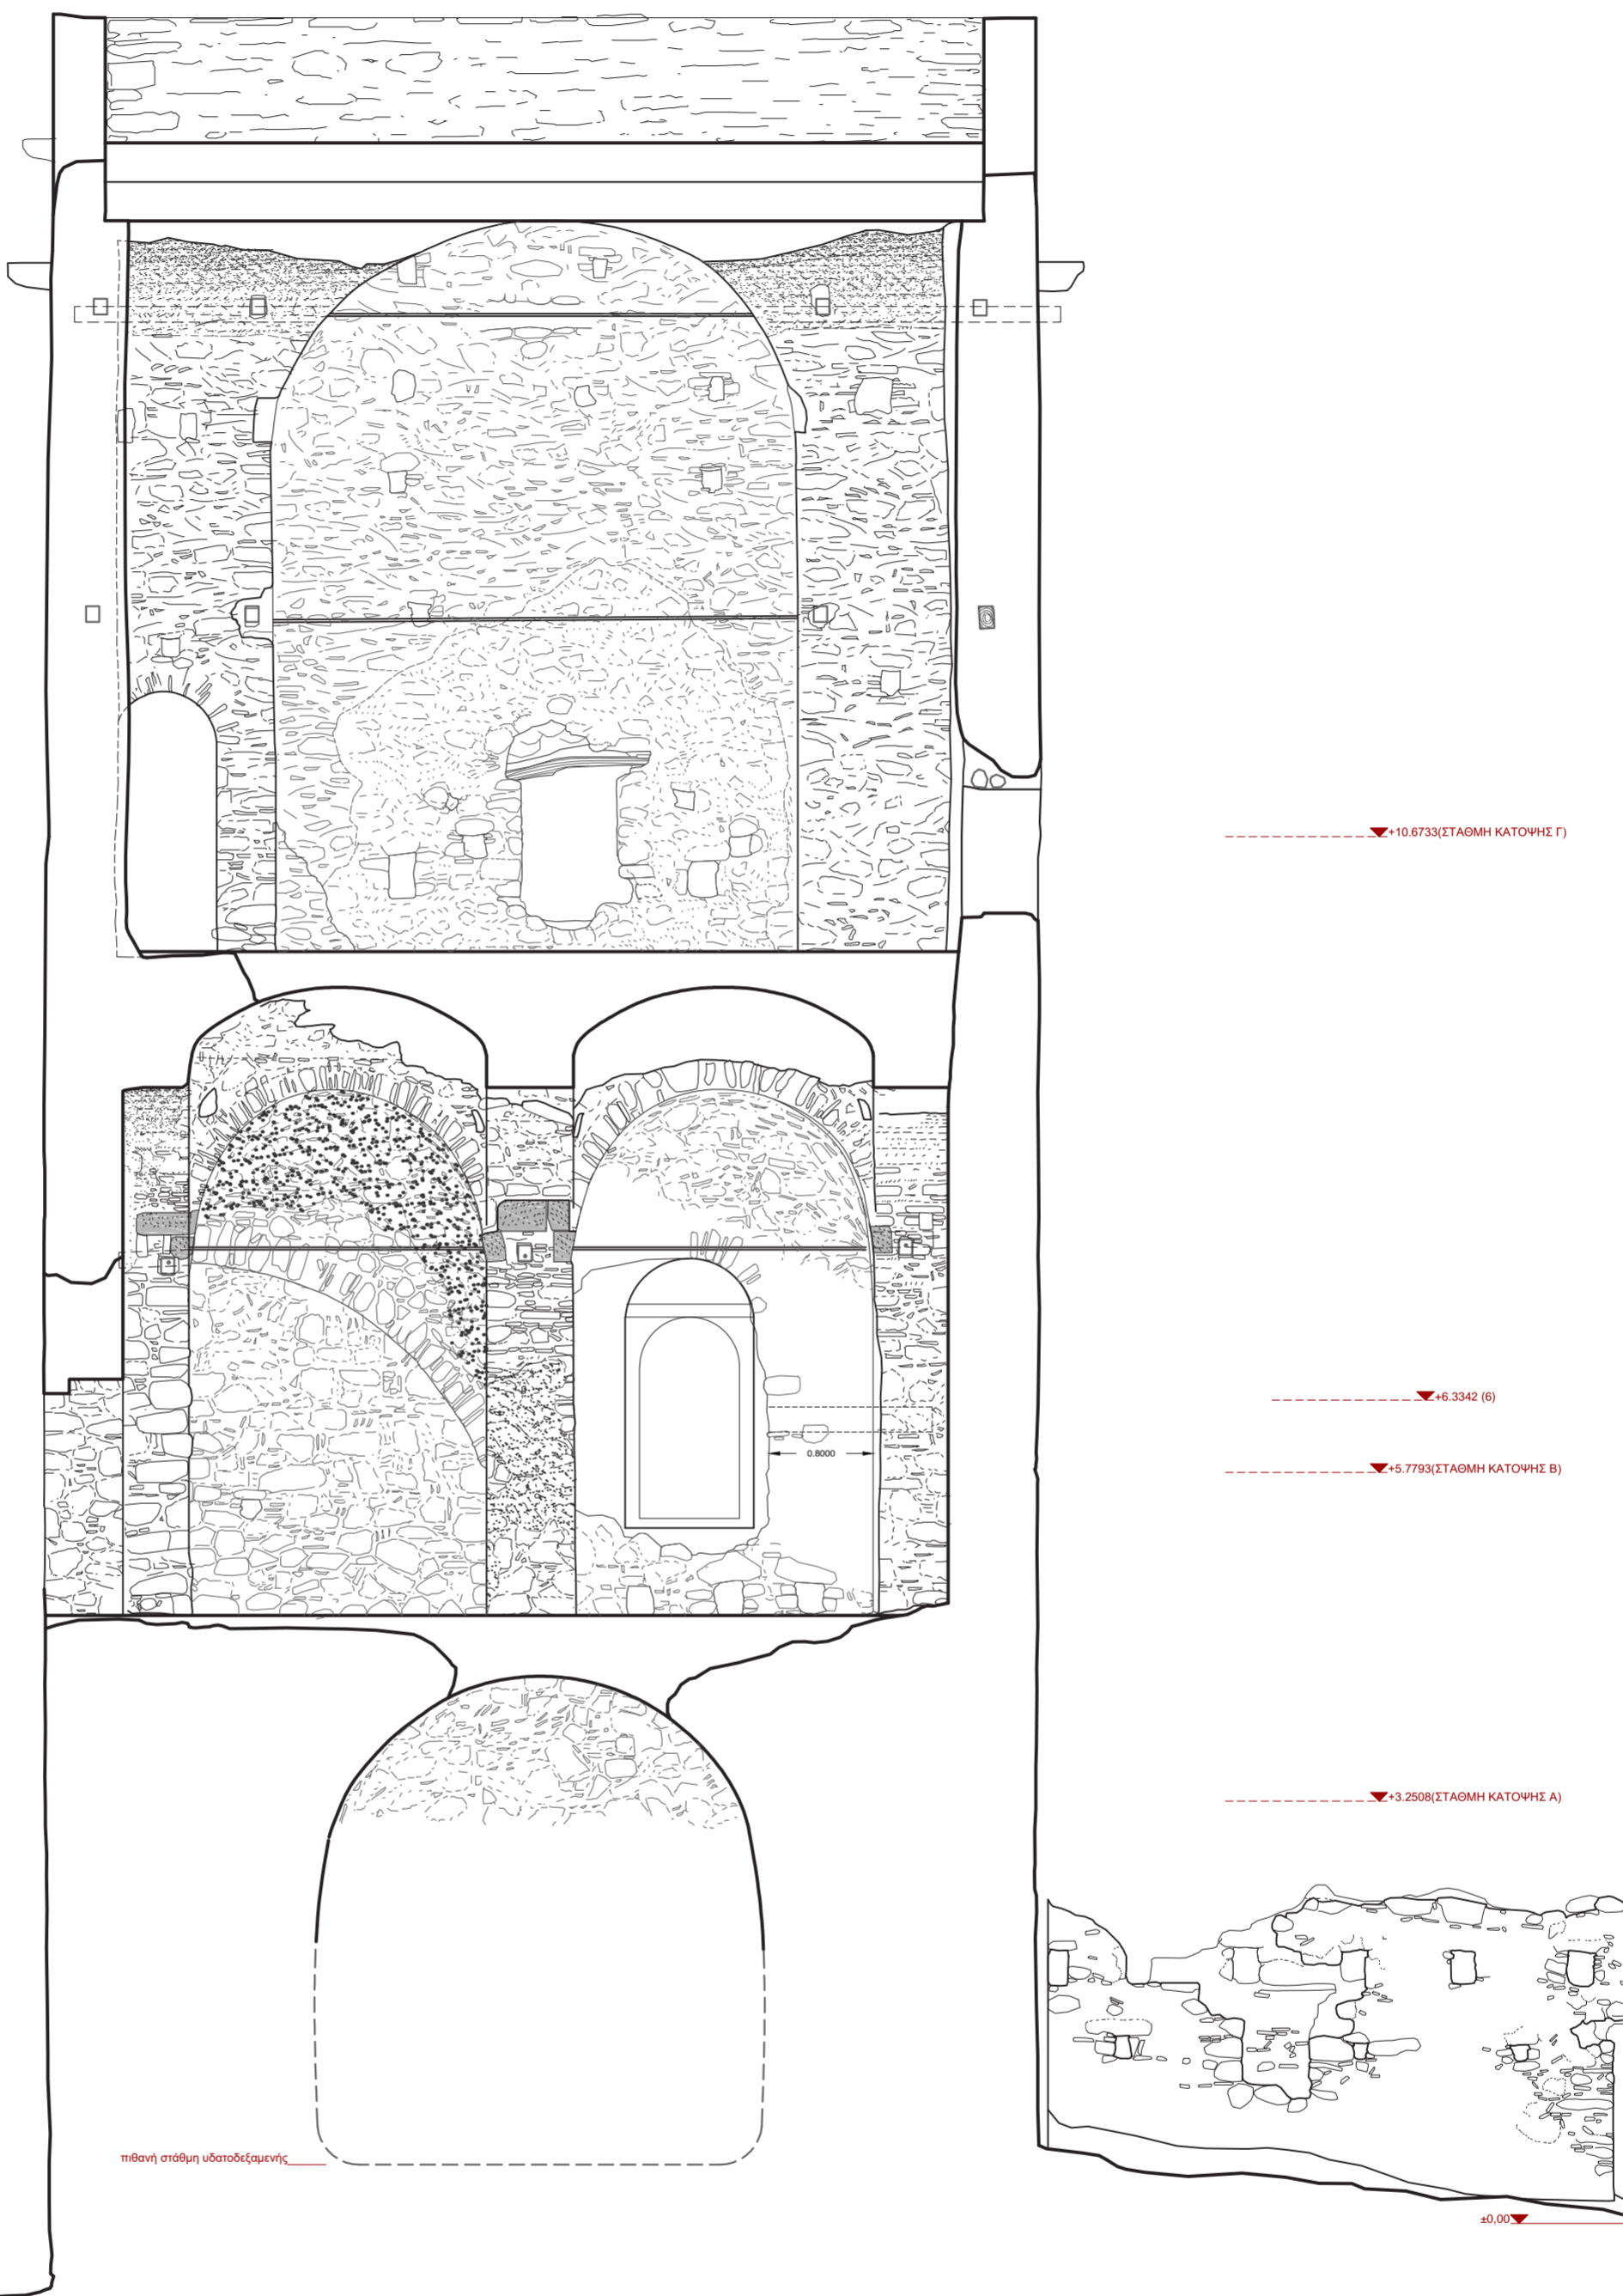 +10.6733(ΣΤΑΘΜΗ ΚΑΤΟΨΗΣ Γ)
+6.3342 (6)
0.8000
+5.7793(ΣΤΑΘΜΗ ΚΑΤΟΨΗΣ Β)
+3.2508(ΣΤΑΘΜΗ ΚΑΤΟΨΗΣ Α)
πιθανή στάθμη υδατοδεξαμενής
±0,00